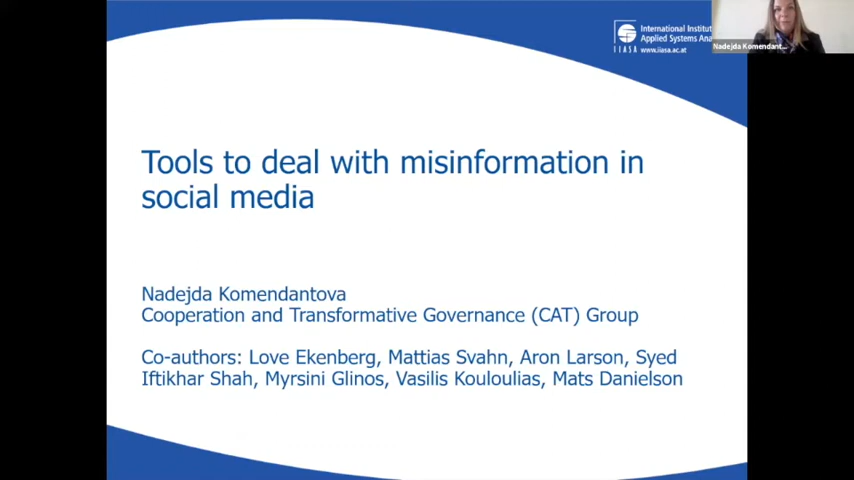 International Institut
Applied Systems Ana
IIASA www.iiasa.ac.at
Nadejda Komendant...
Tools to deal with misinformation in
social media
Nadejda Komendantova
Cooperation and Transformative Governance (CAT) Group
Co-authors: Love Ekenberg, Mattias Svahn, Aron Larson, Syed
Iftikhar Shah, Myrsini Glinos, Vasilis Kouloulias, Mats Danielson